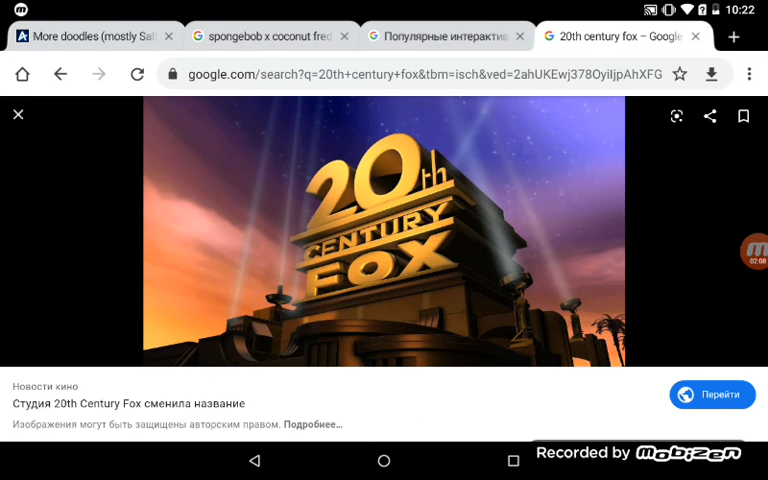 10:22
More doodles (mostly Sal
spongebob x coconut fred
Популярные интерактив
20th century fox – Google
google.com/search?q=20th+century+fox&tbm=isch&ved=2ahUKEwj378OyiIjpAhXFG
20th
CENTURY
FOX
02:08
Новости кино
Студия 20th Century Fox сменила название
Перейти
Изображения могут быть защищены авторским правом. Подробнее…
Recorded by mobizen